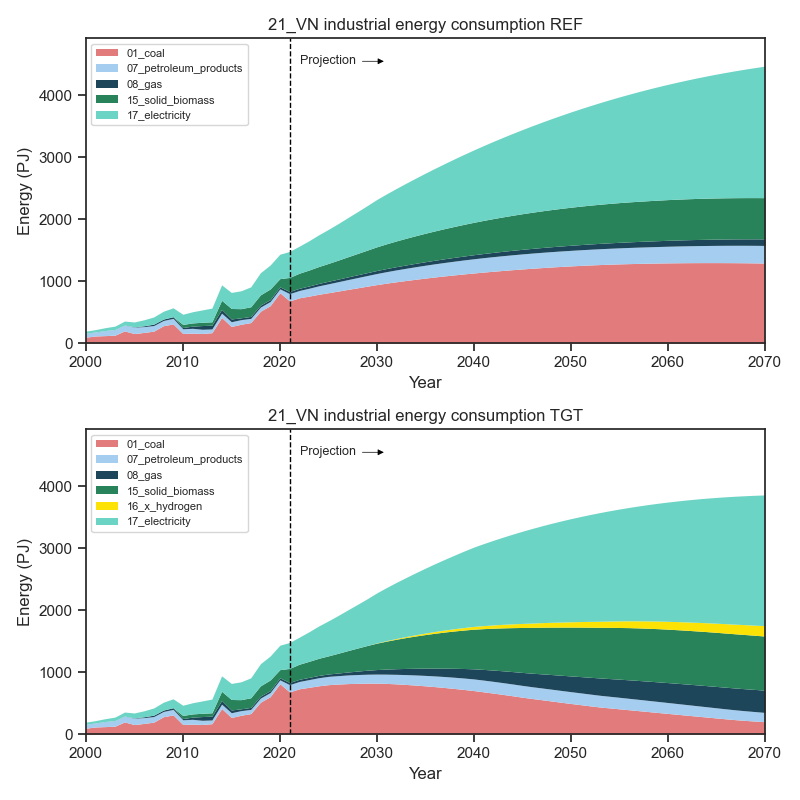 21_VN industrial energy consumption REF
01_coal
07_petroleum_products
08_gas
15_solid_biomass
17_electricity
Projection
Energy (PJ)
4000
3000
2000
1000
0
2000 2010 2020 2030 2040 2050 2060 2070
Year
21_VN industrial energy consumption TGT
01_coal
07_petroleum_products
08_gas
15_solid_biomass
16_x_hydrogen
17_electricity
Projection
Energy (PJ)
4000
3000
2000
1000
0
2000 2010 2020 2030 2040 2050 2060 2070
Year